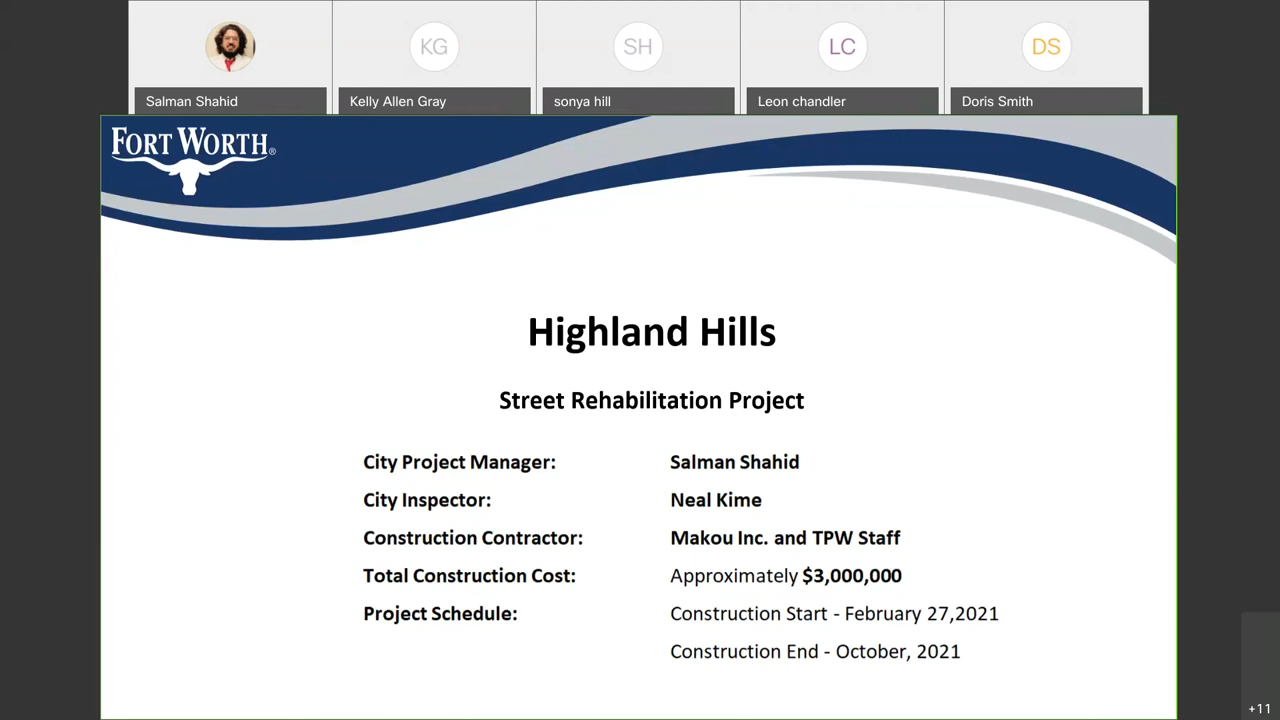 KG
SH
LC
DS
Salman Shahid
Kelly Allen Gray
sonya hill
Leon chandler
Doris Smith
FORT WORTH®
Highland Hills
Street Rehabilitation Project
City Project Manager: Salman Shahid
City Inspector: Neal Kime
Construction Contractor: Makou Inc. and TPW Staff
Total Construction Cost: Approximately $3,000,000
Project Schedule: Construction Start - February 27,2021
Construction End - October, 2021
+11